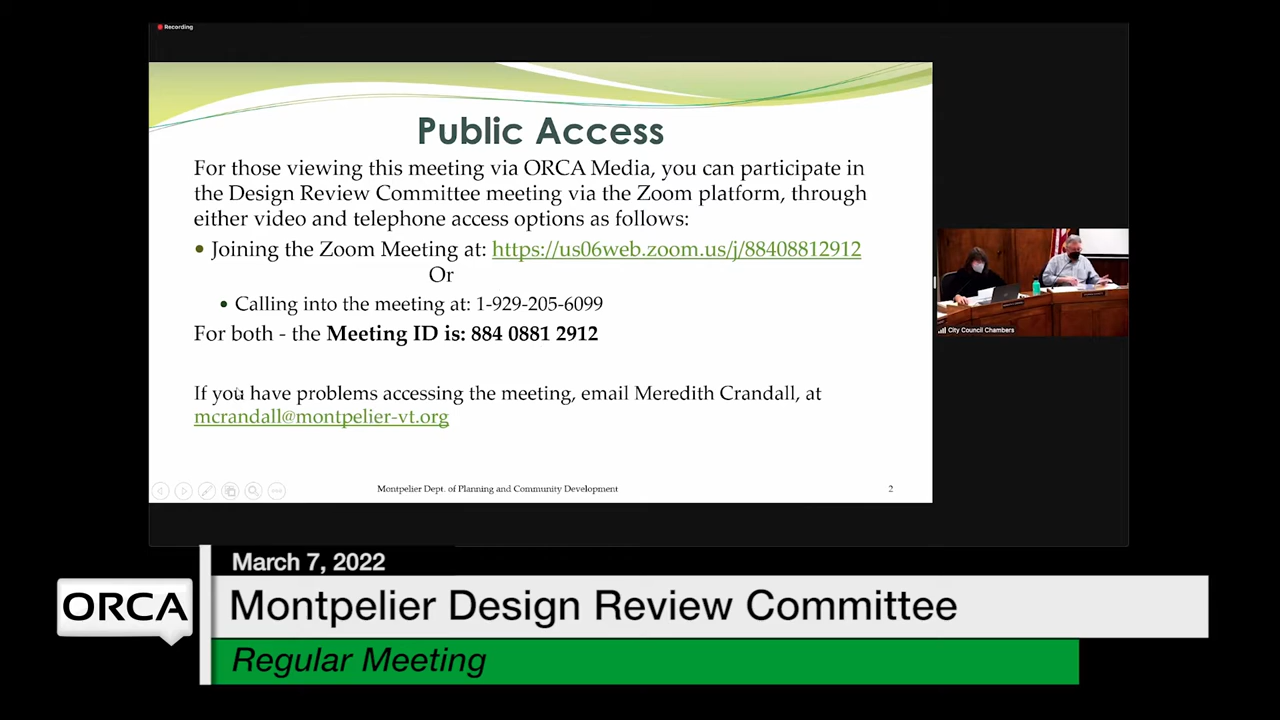 Recording
Public Access
For those viewing this meeting via ORCA Media, you can participate in
the Design Review Committee meeting via the Zoom platform, through
either video and telephone access options as follows:
• Joining the Zoom Meeting at: https://us06web.zoom.us/j/88408812912
Or
• Calling into the meeting at: 1-929-205-6099
For both - the Meeting ID is: 884 0881 2912
If you have problems accessing the meeting, email Meredith Crandall, at
mcrandall@montpelier-vt.org
Montpelier Dept. of Planning and Community Development
2
City Council Chambers
March 7, 2022
ORCA
Montpelier Design Review Committee
Regular Meeting